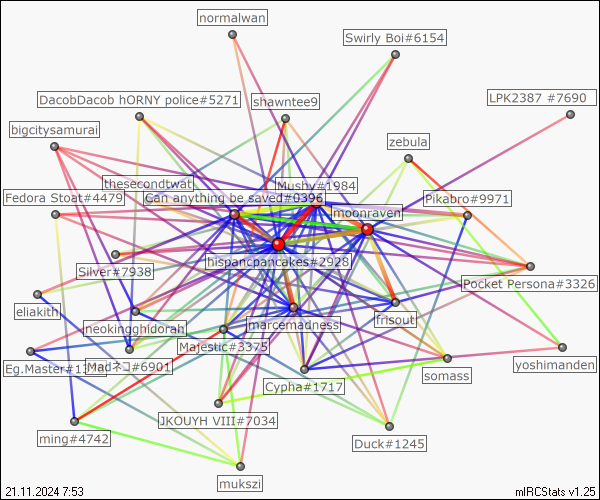 normalwan
Swirly Boi#6154
LPK2387 #7690
DacobDacob hORNY police#5271
shawntee9
bigcitysamurai
zebula
thesecondtwat
Mushy#1984
Fedora Stoat#4479
Can anything be saved#0396
Pikabro#9971
moonraven
hispancpancakes#2928
Silver#7938
Pocket Persona#3326
eliakith
neokingghidorah
marcemadness
frisout
Majestic#3375
Eg.Master#1
Madネコ#6901
somass
yoshimanden
Cypha#1717
JKOUYH VIII#7034
ming#4742
Duck#1245
mukszi
21.11.2024 7:53
mIRCStats v1.25